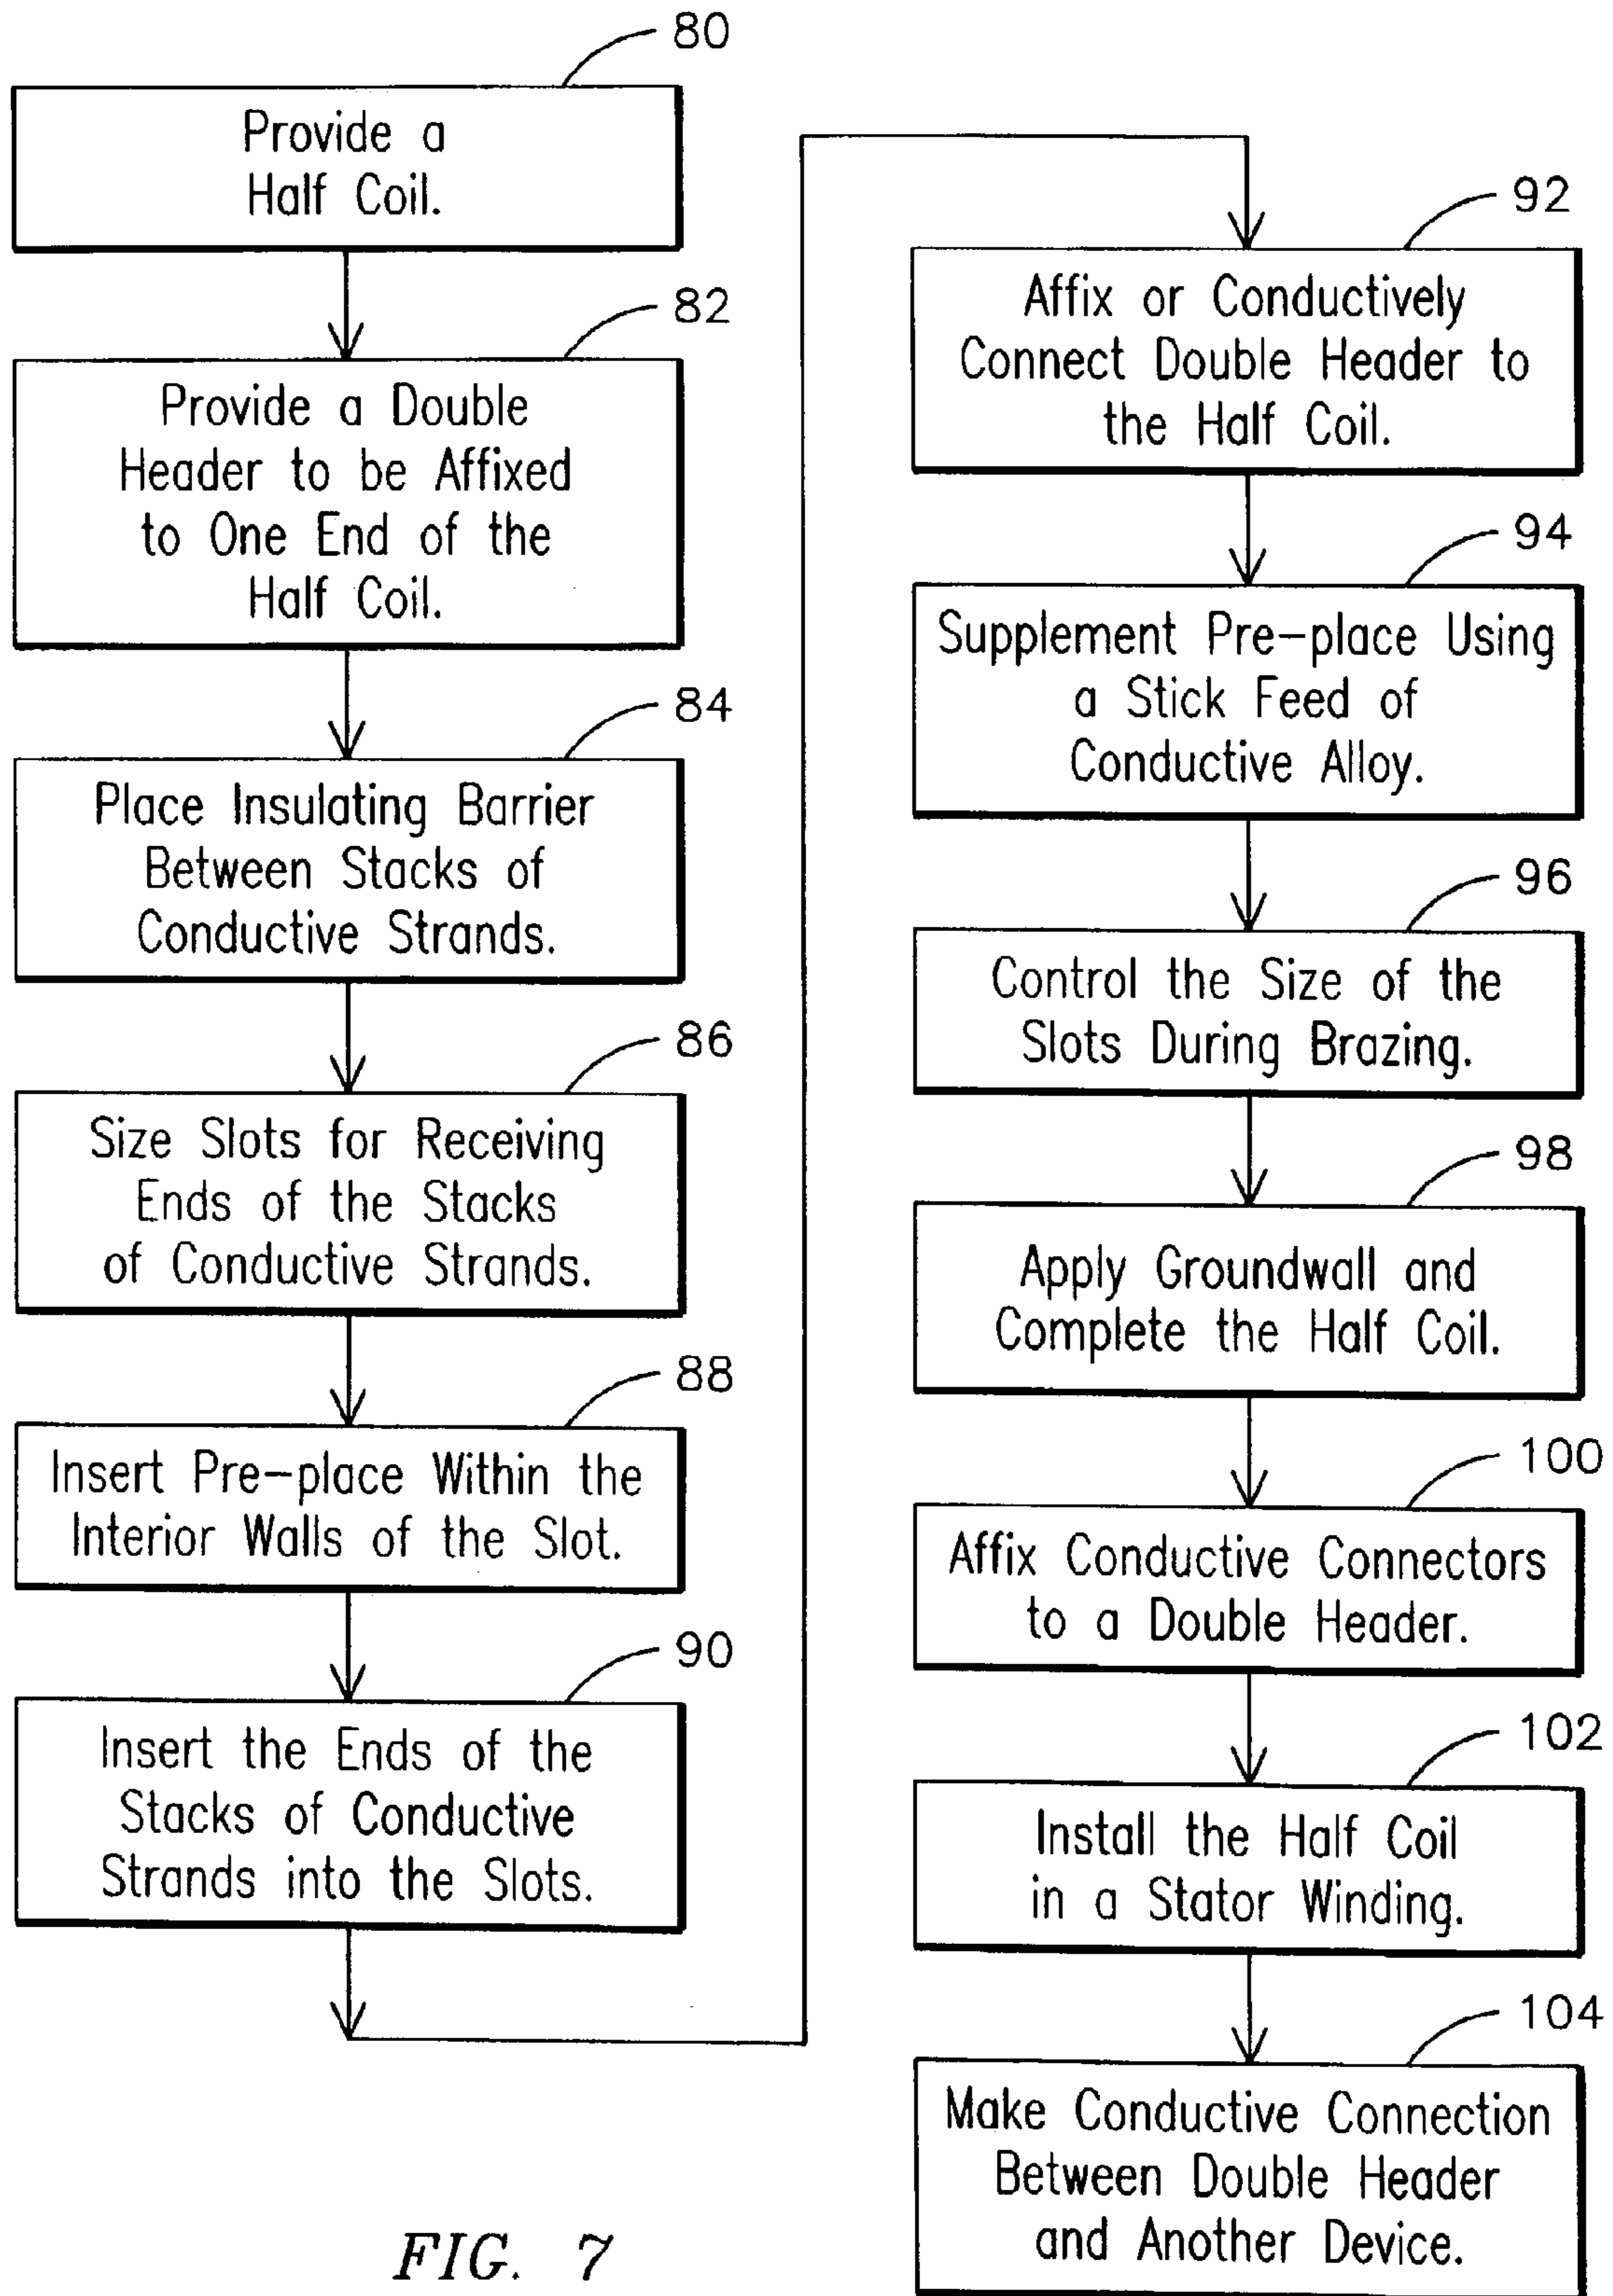 80
Provide a
Half Coil.
82
Provide a Double
Header to be Affixed
to One End of the
Half Coil.
84
Place Insulating Barrier
Between Stacks of
Conductive Strands.
86
Size Slots for Receiving
Ends of the Stacks
of Conductive Strands.
88
Insert Pre-place Within the
Interior Walls of the Slot.
90
Insert the Ends of the
Stacks of Conductive
Strands into the Slots.
92
Affix or Conductively
Connect Double Header to
the Half Coil.
94
Supplement Pre-place Using
a Stick Feed of
Conductive Alloy.
96
Control the Size of the
Slots During Brazing.
98
Apply Groundwall and
Complete the Half Coil.
100
Affix Conductive Connectors
to a Double Header.
102
Install the Half Coil
in a Stator Winding.
104
Make Conductive Connection
Between Double Header
and Another Device.
FIG. 7